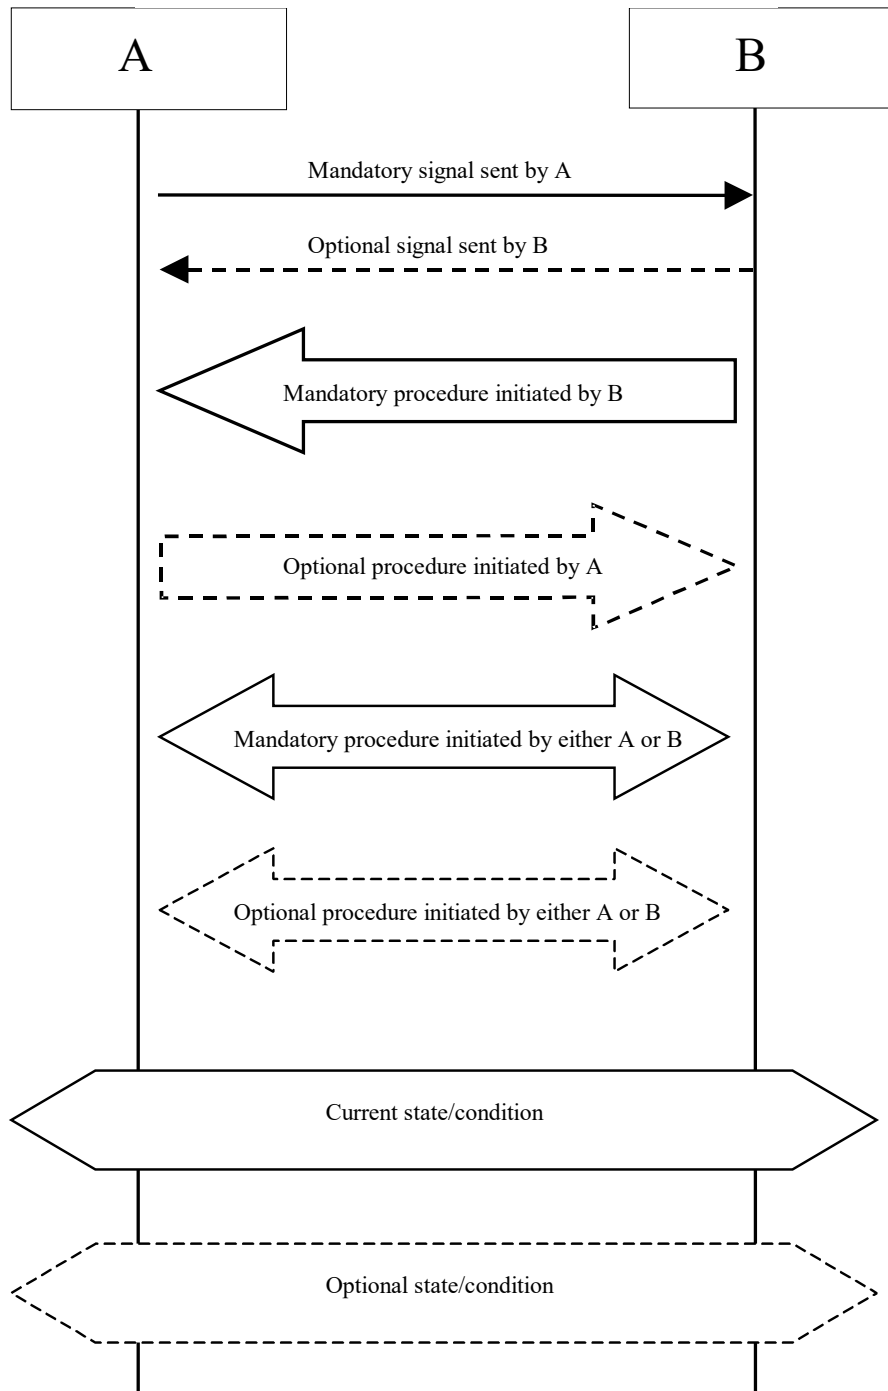 A
B
Mandatory signal sent by A
Optional signal sent by B
Mandatory procedure initiated by B
Optional procedure initiated by A
Mandatory procedure initiated by either A or B
Optional procedure initiated by either A or B
Current state/condition
Optional state/condition